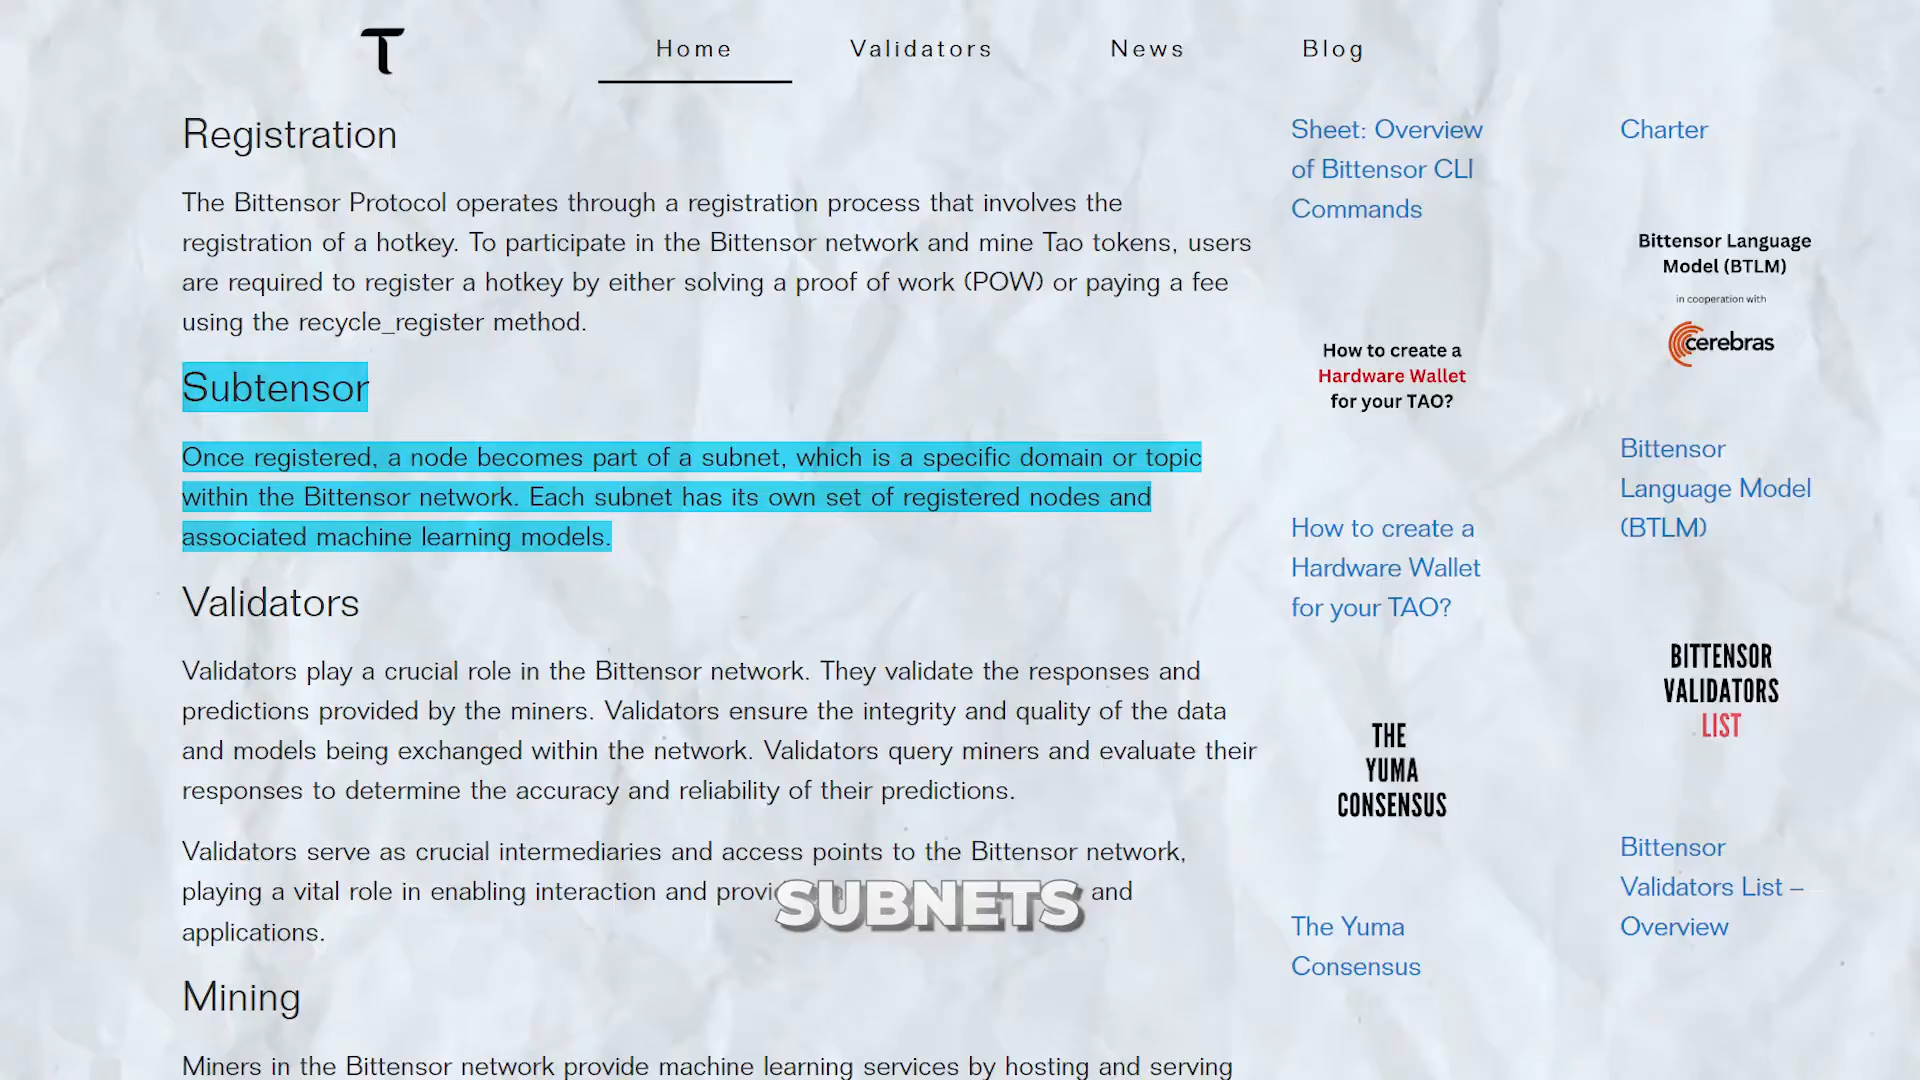 Home
Validators
News
Blog
Registration
The Bittensor Protocol operates through a registration process that involves the
registration of a hotkey. To participate in the Bittensor network and mine Tao tokens, users
are required to register a hotkey by either solving a proof of work (POW) or paying a fee
using the recycle_register method.
Subtensor
Once registered, a node becomes part of a subnet, which is a specific domain or topic
within the Bittensor network. Each subnet has its own set of registered nodes and
associated machine learning models.
Validators
Validators play a crucial role in the Bittensor network. They validate the responses and
predictions provided by the miners. Validators ensure the integrity and quality of the data
and models being exchanged within the network. Validators query miners and evaluate their
responses to determine the accuracy and reliability of their predictions.
Validators serve as crucial intermediaries and access points to the Bittensor network,
playing a vital role in enabling interaction and and
SUBNETS
applications.
Mining
Miners in the Bittensor network provide machine learning services by hosting and serving
Sheet: Overview
of Bittensor CLI
Commands
How to create a
Hardware Wallet
for your TAO?
How to create a
Hardware Wallet
for your TAO?
THE
YUMA
CONSENSUS
The Yuma
Consensus
Charter
Bittensor Language
Model (BTLM)
in cooperation with
cerebras
Bittensor
Language Model
(BTLM)
BITTENSOR
VALIDATORS
LIST
Bittensor
Validators List –
Overview